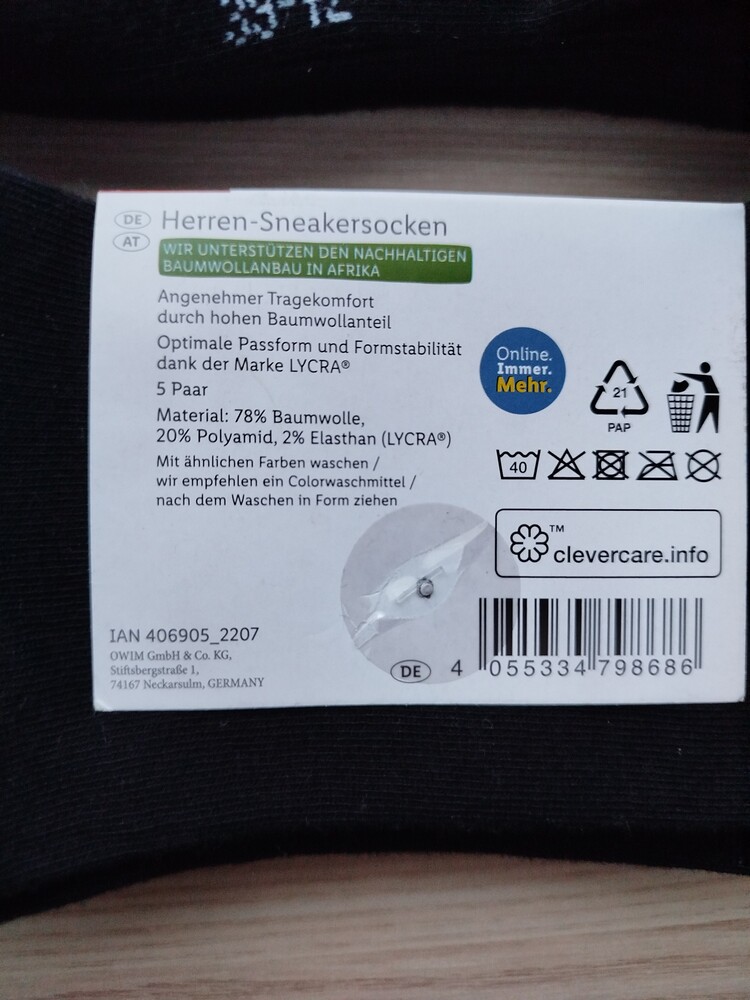 DE
AT
Herren-Sneakersocken
WIR UNTERSTÜTZEN DEN NACHHALTIGEN
BAUMWOLLANBAU IN AFRIKA
Angenehmer Tragekomfort
durch hohen Baumwollanteil
Optimale Passform und Formstabilität
dank der Marke LYCRA®
5 Paar
Material: 78% Baumwolle,
20% Polyamid, 2% Elasthan (LYCRA®)
Mit ähnlichen Farben waschen /
wir empfehlen ein Colorwaschmittel /
nach dem Waschen in Form ziehen
Online.
Immer.
Mehr.
21
PAP
40
clevercare.info™
IAN 406905_2207
OWIM GmbH & Co. KG,
Stiftsbergstraße 1,
74167 Neckarsulm, GERMANY
DE
4 055334 798686